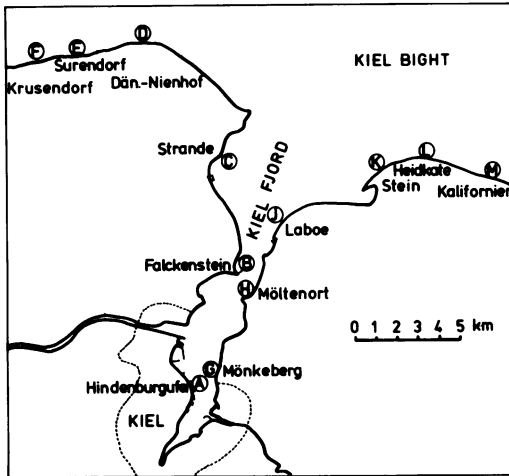 D
F E
Surendorf
KIEL BIGHT
Krusendorf
Dän.-Nienhof
Strande C
L
K Heidkate M
Stein Kalifornien
KIEL FJORD
J
Laboe
Falckenstein B
H Möltenort
0 1 2 3 4 5 km
G Mönkeberg
Hindenburgufer A
KIEL